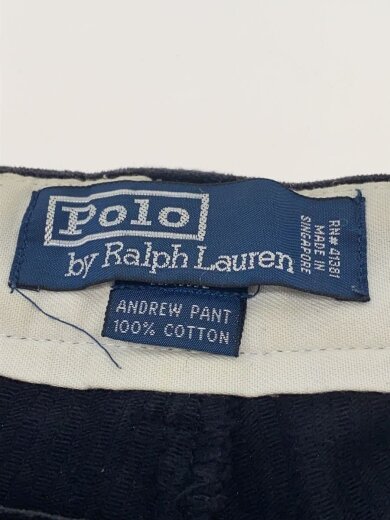 Polo
by Ralph Lauren
RN# 41381
MADE IN
SINGAPORE
ANDREW PANT
100% COTTON